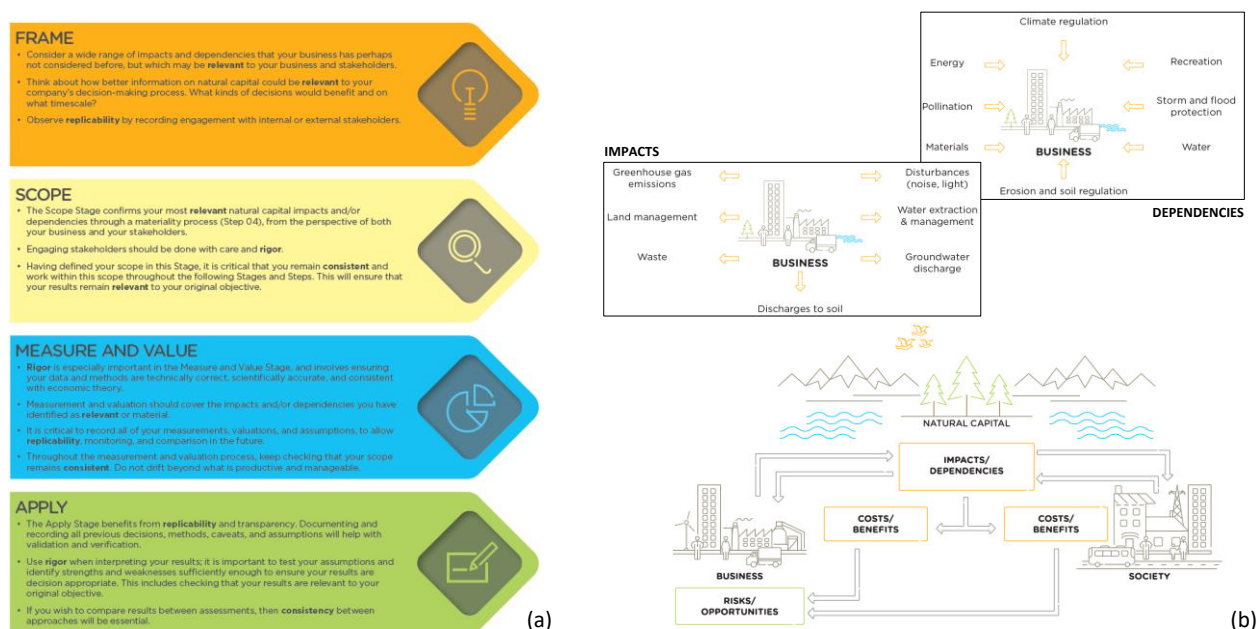 FRAME
• Consider a wide range of impacts and dependencies that your business has perhaps
not considered before, but which may be relevant to your business and stakeholders.
• Think about how better information on natural capital could be relevant to your
company's decision-making process. What kinds of decisions would benefit and on
what timescale?
• Observe replicability by recording engagement with internal or external stakeholders.
SCOPE
• The Scope Stage confirms your most relevant natural capital impacts and/or
dependencies through a materiality process (Step 04), from the perspective of both
your business and your stakeholders.
• Engaging stakeholders should be done with care and rigor.
• Having defined your scope in this Stage, it is critical that you remain consistent and
work within this scope throughout the following Stages and Steps. This will ensure that
your results remain relevant to your original objective.
MEASURE AND VALUE
• Rigor is especially important in the Measure and Value Stage, and involves ensuring
your data and methods are technically correct, scientifically accurate, and consistent
with economic theory.
• Measurement and valuation should cover the impacts and/or dependencies you have
identified as relevant or material.
• It is critical to record all of your measurements, valuations, and assumptions, to allow
replicability, monitoring, and comparison in the future.
• Throughout the measurement and valuation process, keep checking that your scope
remains consistent. Do not drift beyond what is productive and manageable.
APPLY
• The Apply Stage benefits from replicability and transparency. Documenting and
recording all previous decisions, methods, caveats, and assumptions will help with
validation and verification.
• Use rigor when interpreting your results; it is important to test your assumptions and
identify strengths and weaknesses sufficiently enough to ensure your results are
decision appropriate. This includes checking that your results are relevant to your
original objective.
• If you wish to compare results between assessments, then consistency between
approaches will be essential.
(a)
Climate regulation
Energy
Recreation
Pollination
Storm and flood
protection
Materials
BUSINESS
Water
Erosion and soil regulation
DEPENDENCIES
IMPACTS
Greenhouse gas
emissions
Disturbances
(noise, light)
Land management
Water extraction
& management
Waste
BUSINESS
Groundwater
discharge
Discharges to soil
NATURAL CAPITAL
IMPACTS/
DEPENDENCIES
COSTS/
BENEFITS
COSTS/
BENEFITS
BUSINESS
SOCIETY
RISKS/
OPPORTUNITIES
(b)